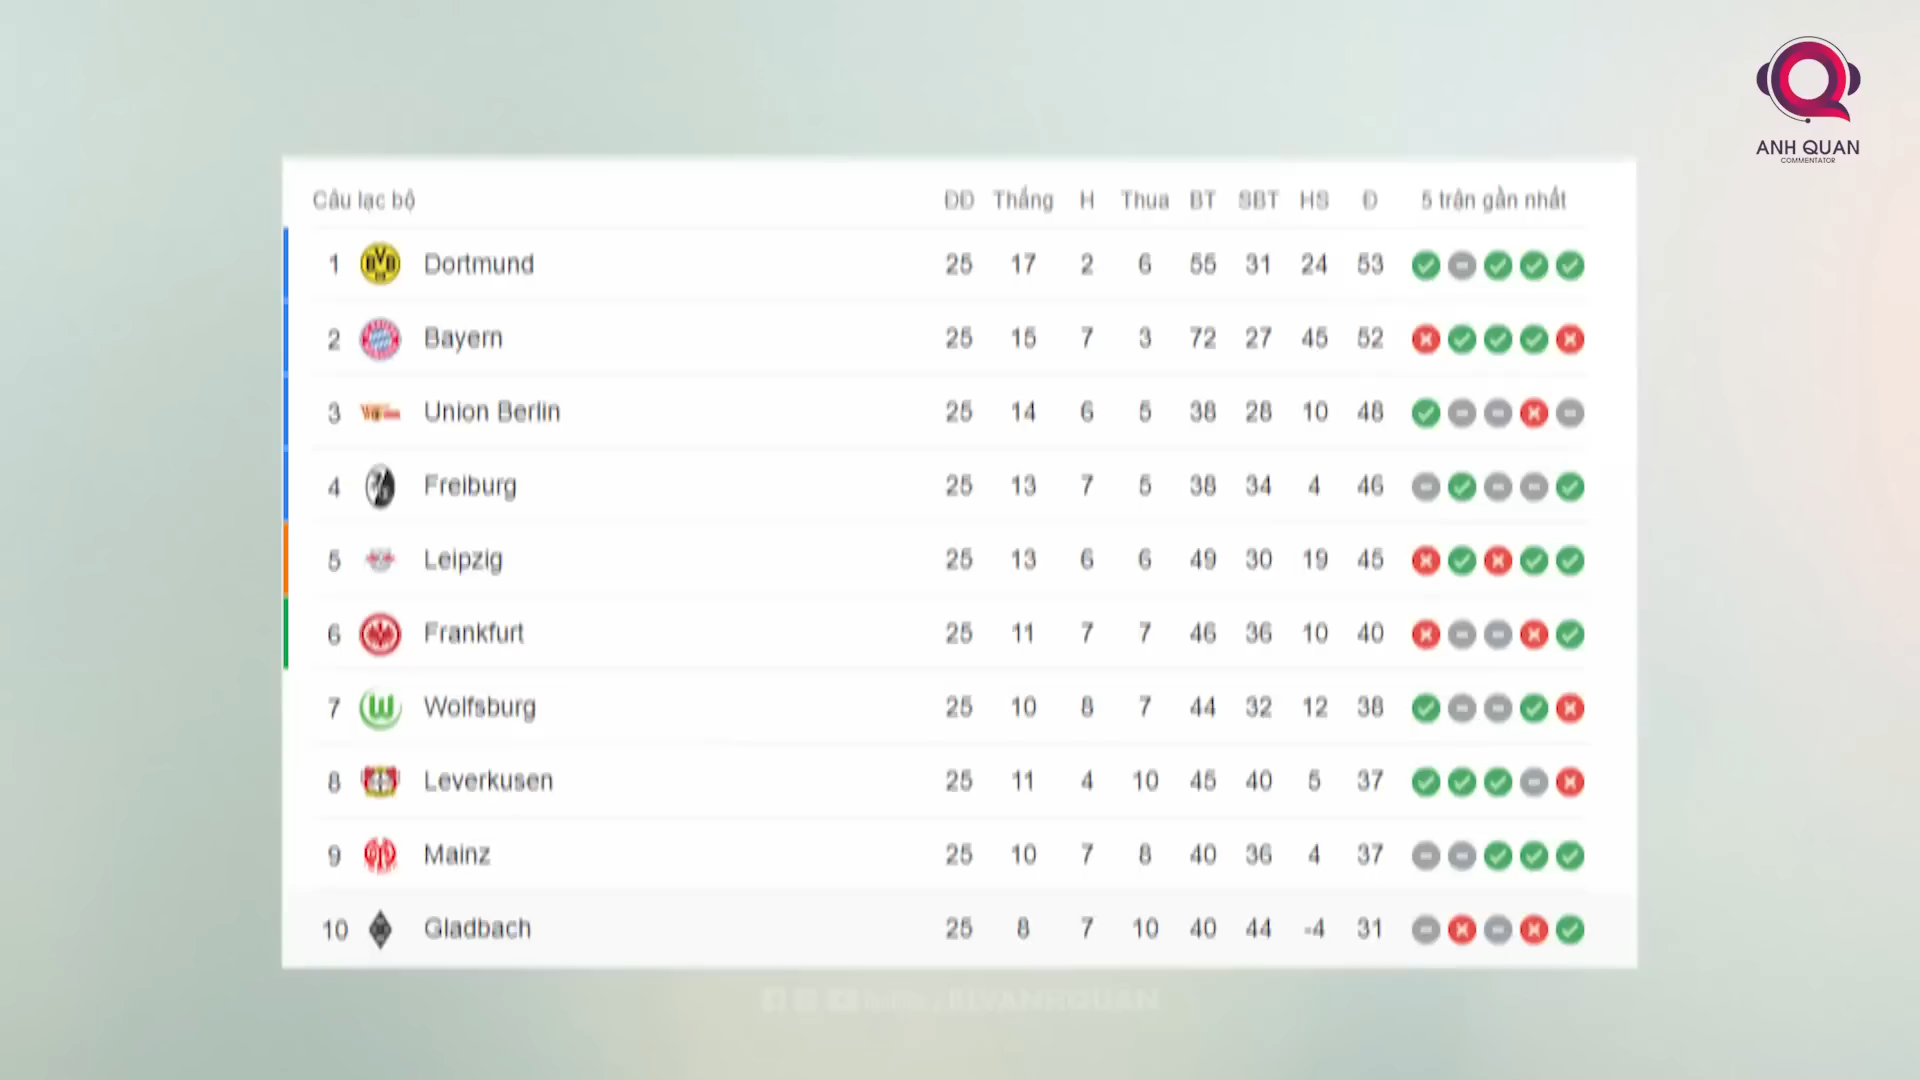 ANH QUAN
COMMENTATOR
Câu lạc bộ ĐĐ Thắng H Thua BT SBT HS Đ 5 trận gần nhất
1 Dortmund 25 17 2 6 55 31 24 53
2 Bayern 25 15 7 3 72 27 45 52
3 Union Berlin 25 14 6 5 38 28 10 48
4 Freiburg 25 13 7 5 38 34 4 46
5 Leipzig 25 13 6 6 49 30 19 45
6 Frankfurt 25 11 7 7 46 36 10 40
7 Wolfsburg 25 10 8 7 44 32 12 38
8 Leverkusen 25 11 4 10 45 40 5 37
9 Mainz 25 10 7 8 40 36 4 37
10 Gladbach 25 8 7 10 40 44 -4 31
BLVANHQUAN